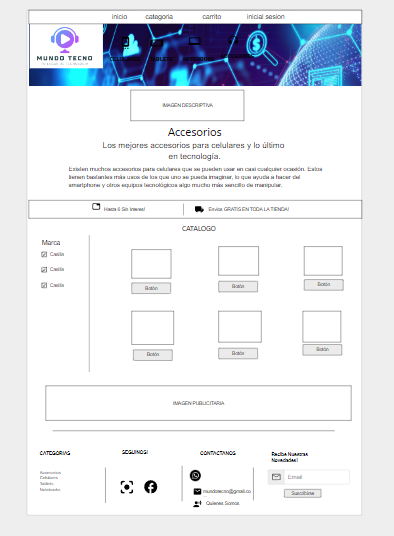 inicio categoria carrito inicial sesion
MUNDO TECNO
IMAGEN DESCRIPTIVA
Accesorios
Los mejores accesorios para celulares y lo último
en tecnología.
Existen muchos accesorios para celulares que se pueden usar en casi cualquier ocasión. Estos
tienen bastantes más usos de los que uno se pueda imaginar, lo que ayuda a hacer del
smartphone y otros equipos tecnológicos algo mucho más sencillo de manipular.
Hasta 6 Sin Interes! Envios GRATIS EN TODA LA TIENDA!
CATALOGO
Marca
Casilla
Casilla
Casilla
Botón Botón Botón
Botón Botón Botón
IMAGEN PUBLICITARIA
CATEGORIAS SEGUINOS! CONTACTANOS Recibe Nuestras
Novedades!
Accesorios
Celulares
Tablets
Notebooks
mundotecno@gmail.co
Quienes Somos
Email
Suscribirse